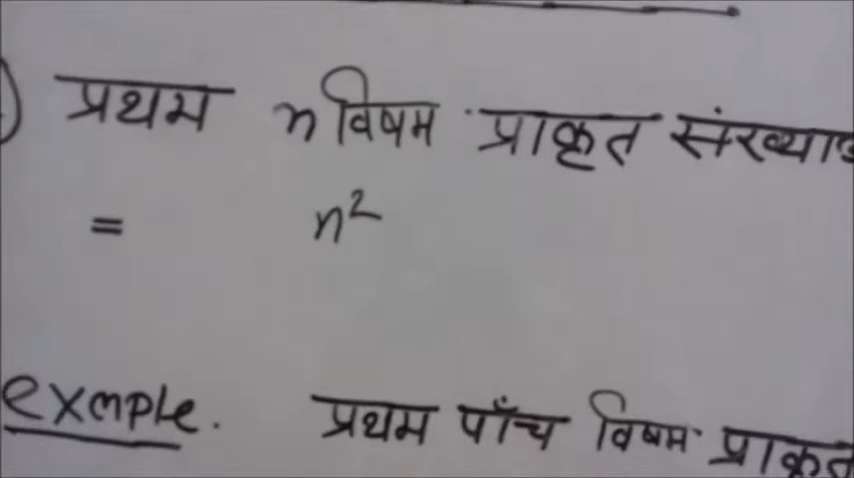 ) प्रथम n विषम प्राकृत संख्याओ
= n²
exmple. प्रथम पाँच विषम प्राकृत